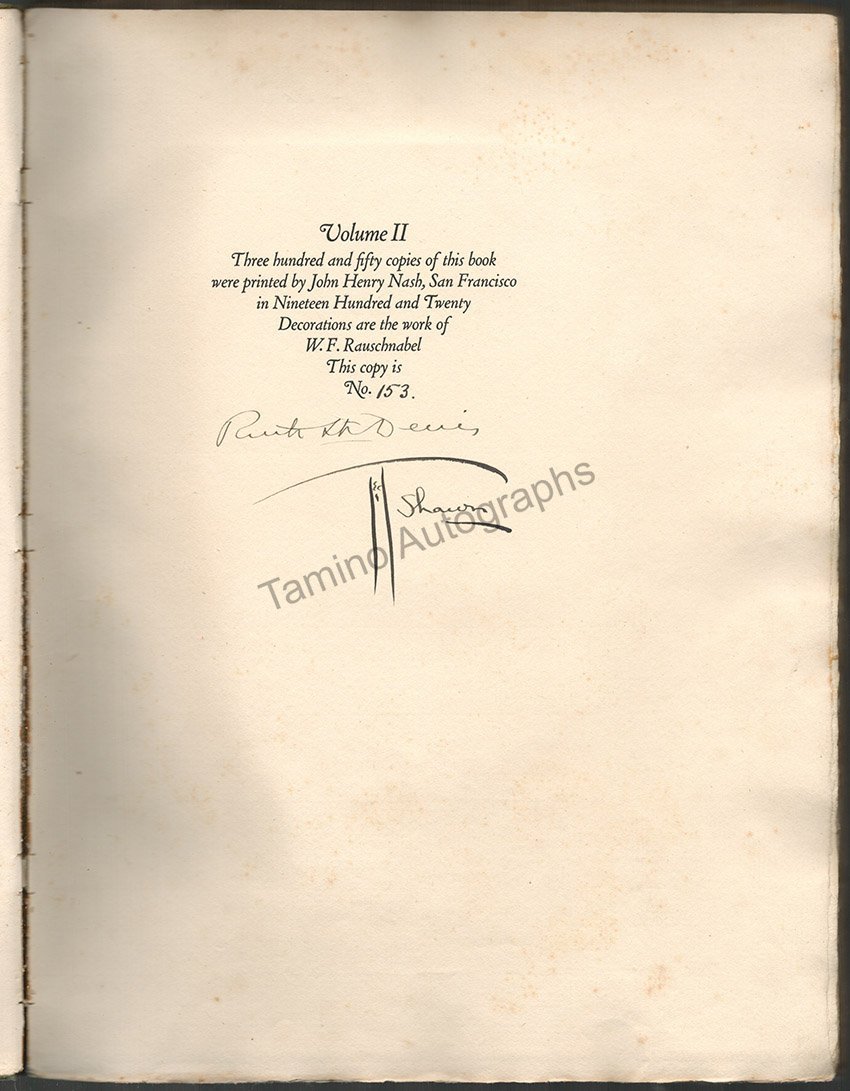 Volume II
Three hundred and fifty copies of this book
were printed by John Henry Nash, San Francisco
in Nineteen Hundred and Twenty
Decorations are the work of
W. F. Rauschnabel
This copy is
No. 153.
Ruth St Denis
Shawn
Tamino Autographs